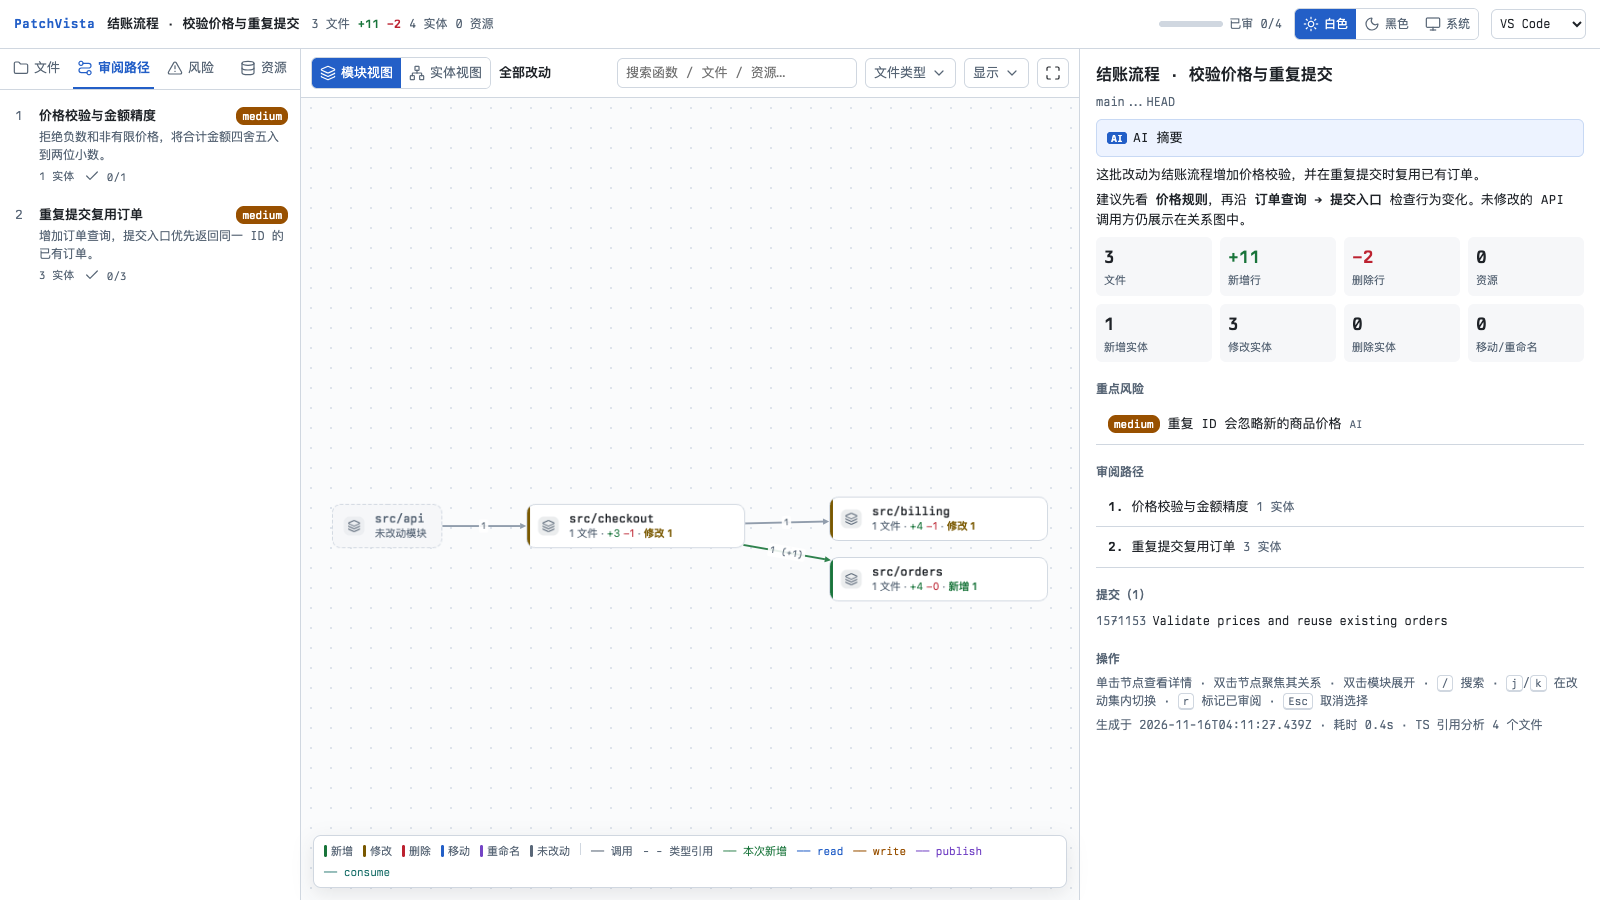 PatchVista 结账流程 · 校验价格与重复提交 3 文件 +11 −2 4 实体 0 资源 已审 0/4 白色 黑色 系统 VS Code
文件 审阅路径 风险 资源
1 价格校验与金额精度 medium
拒绝负数和非有限价格，将合计金额四舍五入
到两位小数。
1 实体 0/1
2 重复提交复用订单 medium
增加订单查询，提交入口优先返回同一 ID 的
已有订单。
3 实体 0/3
模块视图 实体视图 全部改动 搜索函数 / 文件 / 资源… 文件类型 显示
src/api
未改动模块
1
src/checkout
1 文件 · +3 −1 · 修改 1
1
1 (+1)
src/billing
1 文件 · +4 −1 · 修改 1
src/orders
1 文件 · +4 −0 · 新增 1
新增 修改 删除 移动 重命名 未改动 — 调用 - - 类型引用 — 本次新增 — read — write — publish
— consume
结账流程 · 校验价格与重复提交
main...HEAD
AI AI 摘要
这批改动为结账流程增加价格校验，并在重复提交时复用已有订单。
建议先看 价格规则，再沿 订单查询 → 提交入口 检查行为变化。未修改的 API
调用方仍展示在关系图中。
3 +11 −2 0
文件 新增行 删除行 资源
1 3 0 0
新增实体 修改实体 删除实体 移动/重命名
重点风险
medium 重复 ID 会忽略新的商品价格 AI
审阅路径
1. 价格校验与金额精度 1 实体
2. 重复提交复用订单 3 实体
提交 (1)
1571153 Validate prices and reuse existing orders
操作
单击节点查看详情 · 双击节点聚焦其关系 · 双击模块展开 · / 搜索 · j/k 在改
动集内切换 · r 标记已审阅 · Esc 取消选择
生成于 2026-11-16T04:11:27.439Z · 耗时 0.4s · TS 引用分析 4 个文件